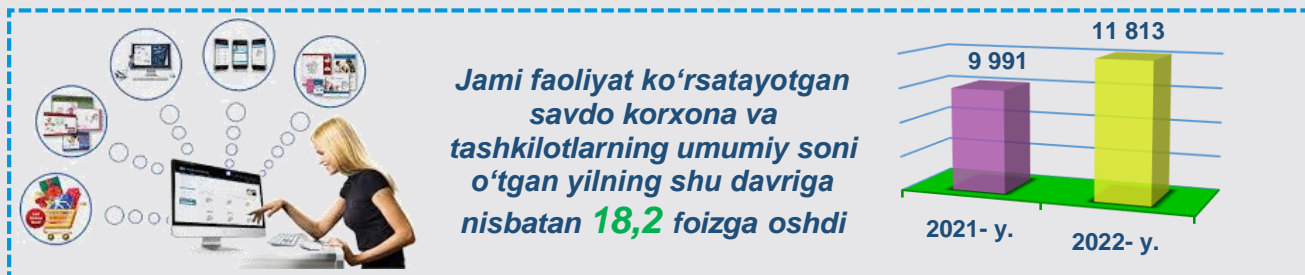 Jami faoliyat ko‘rsatayotgan
savdo korxona va
tashkilotlarning umumiy soni
o‘tgan yilning shu davriga
nisbatan 18,2 foizga oshdi
9 991
11 813
2021- y.
2022- y.